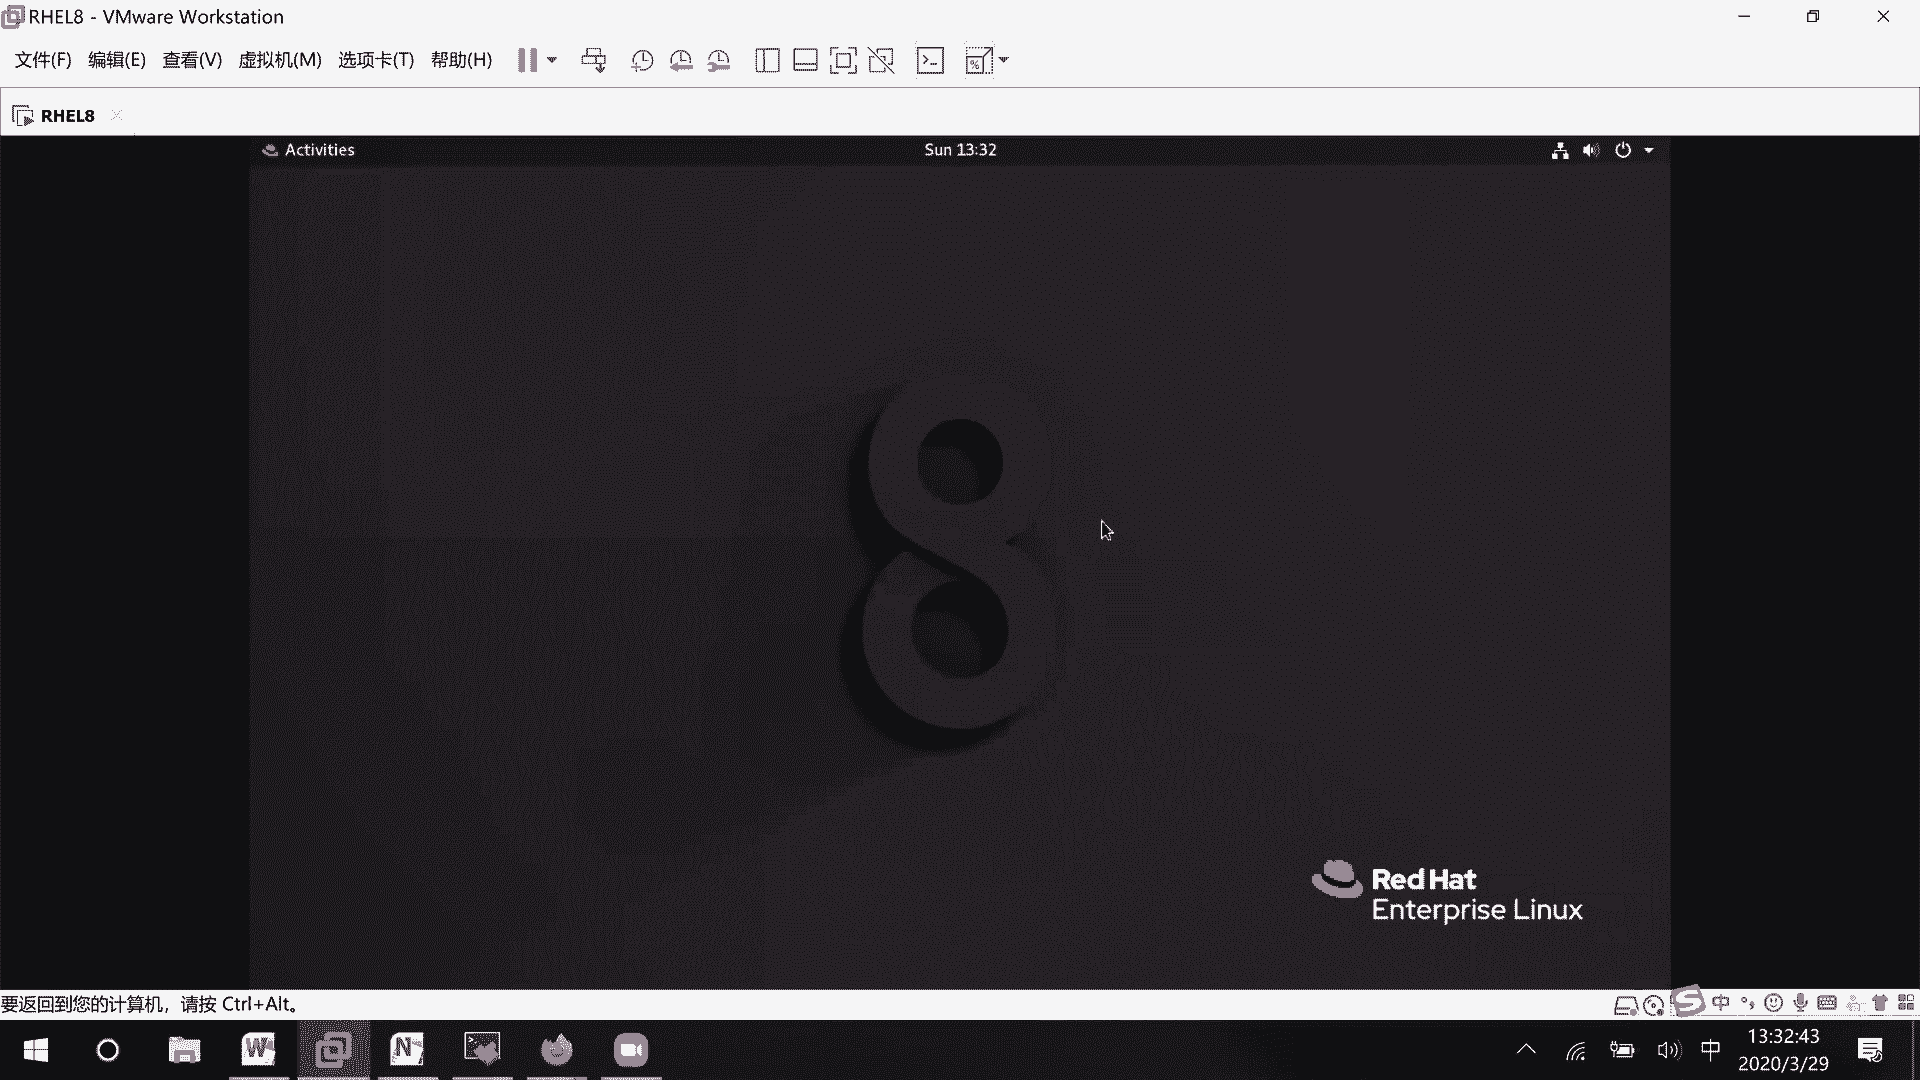 RHEL8 - VMware Workstation
文件(F) 编辑(E) 查看(V) 虚拟机(M) 选项卡(T) 帮助(H)
RHEL8
Activities
Sun 13:32
8
Red Hat
Enterprise Linux
要返回到您的计算机，请按 Ctrl+Alt。
中
中
13:32:43
2020/3/29